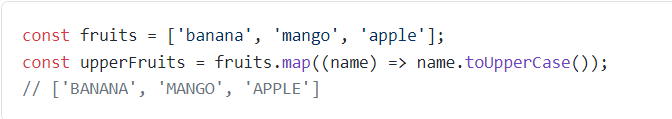 const fruits = ['banana', 'mango', 'apple'];
const upperFruits = fruits.map((name) => name.toUpperCase());
// ['BANANA', 'MANGO', 'APPLE']